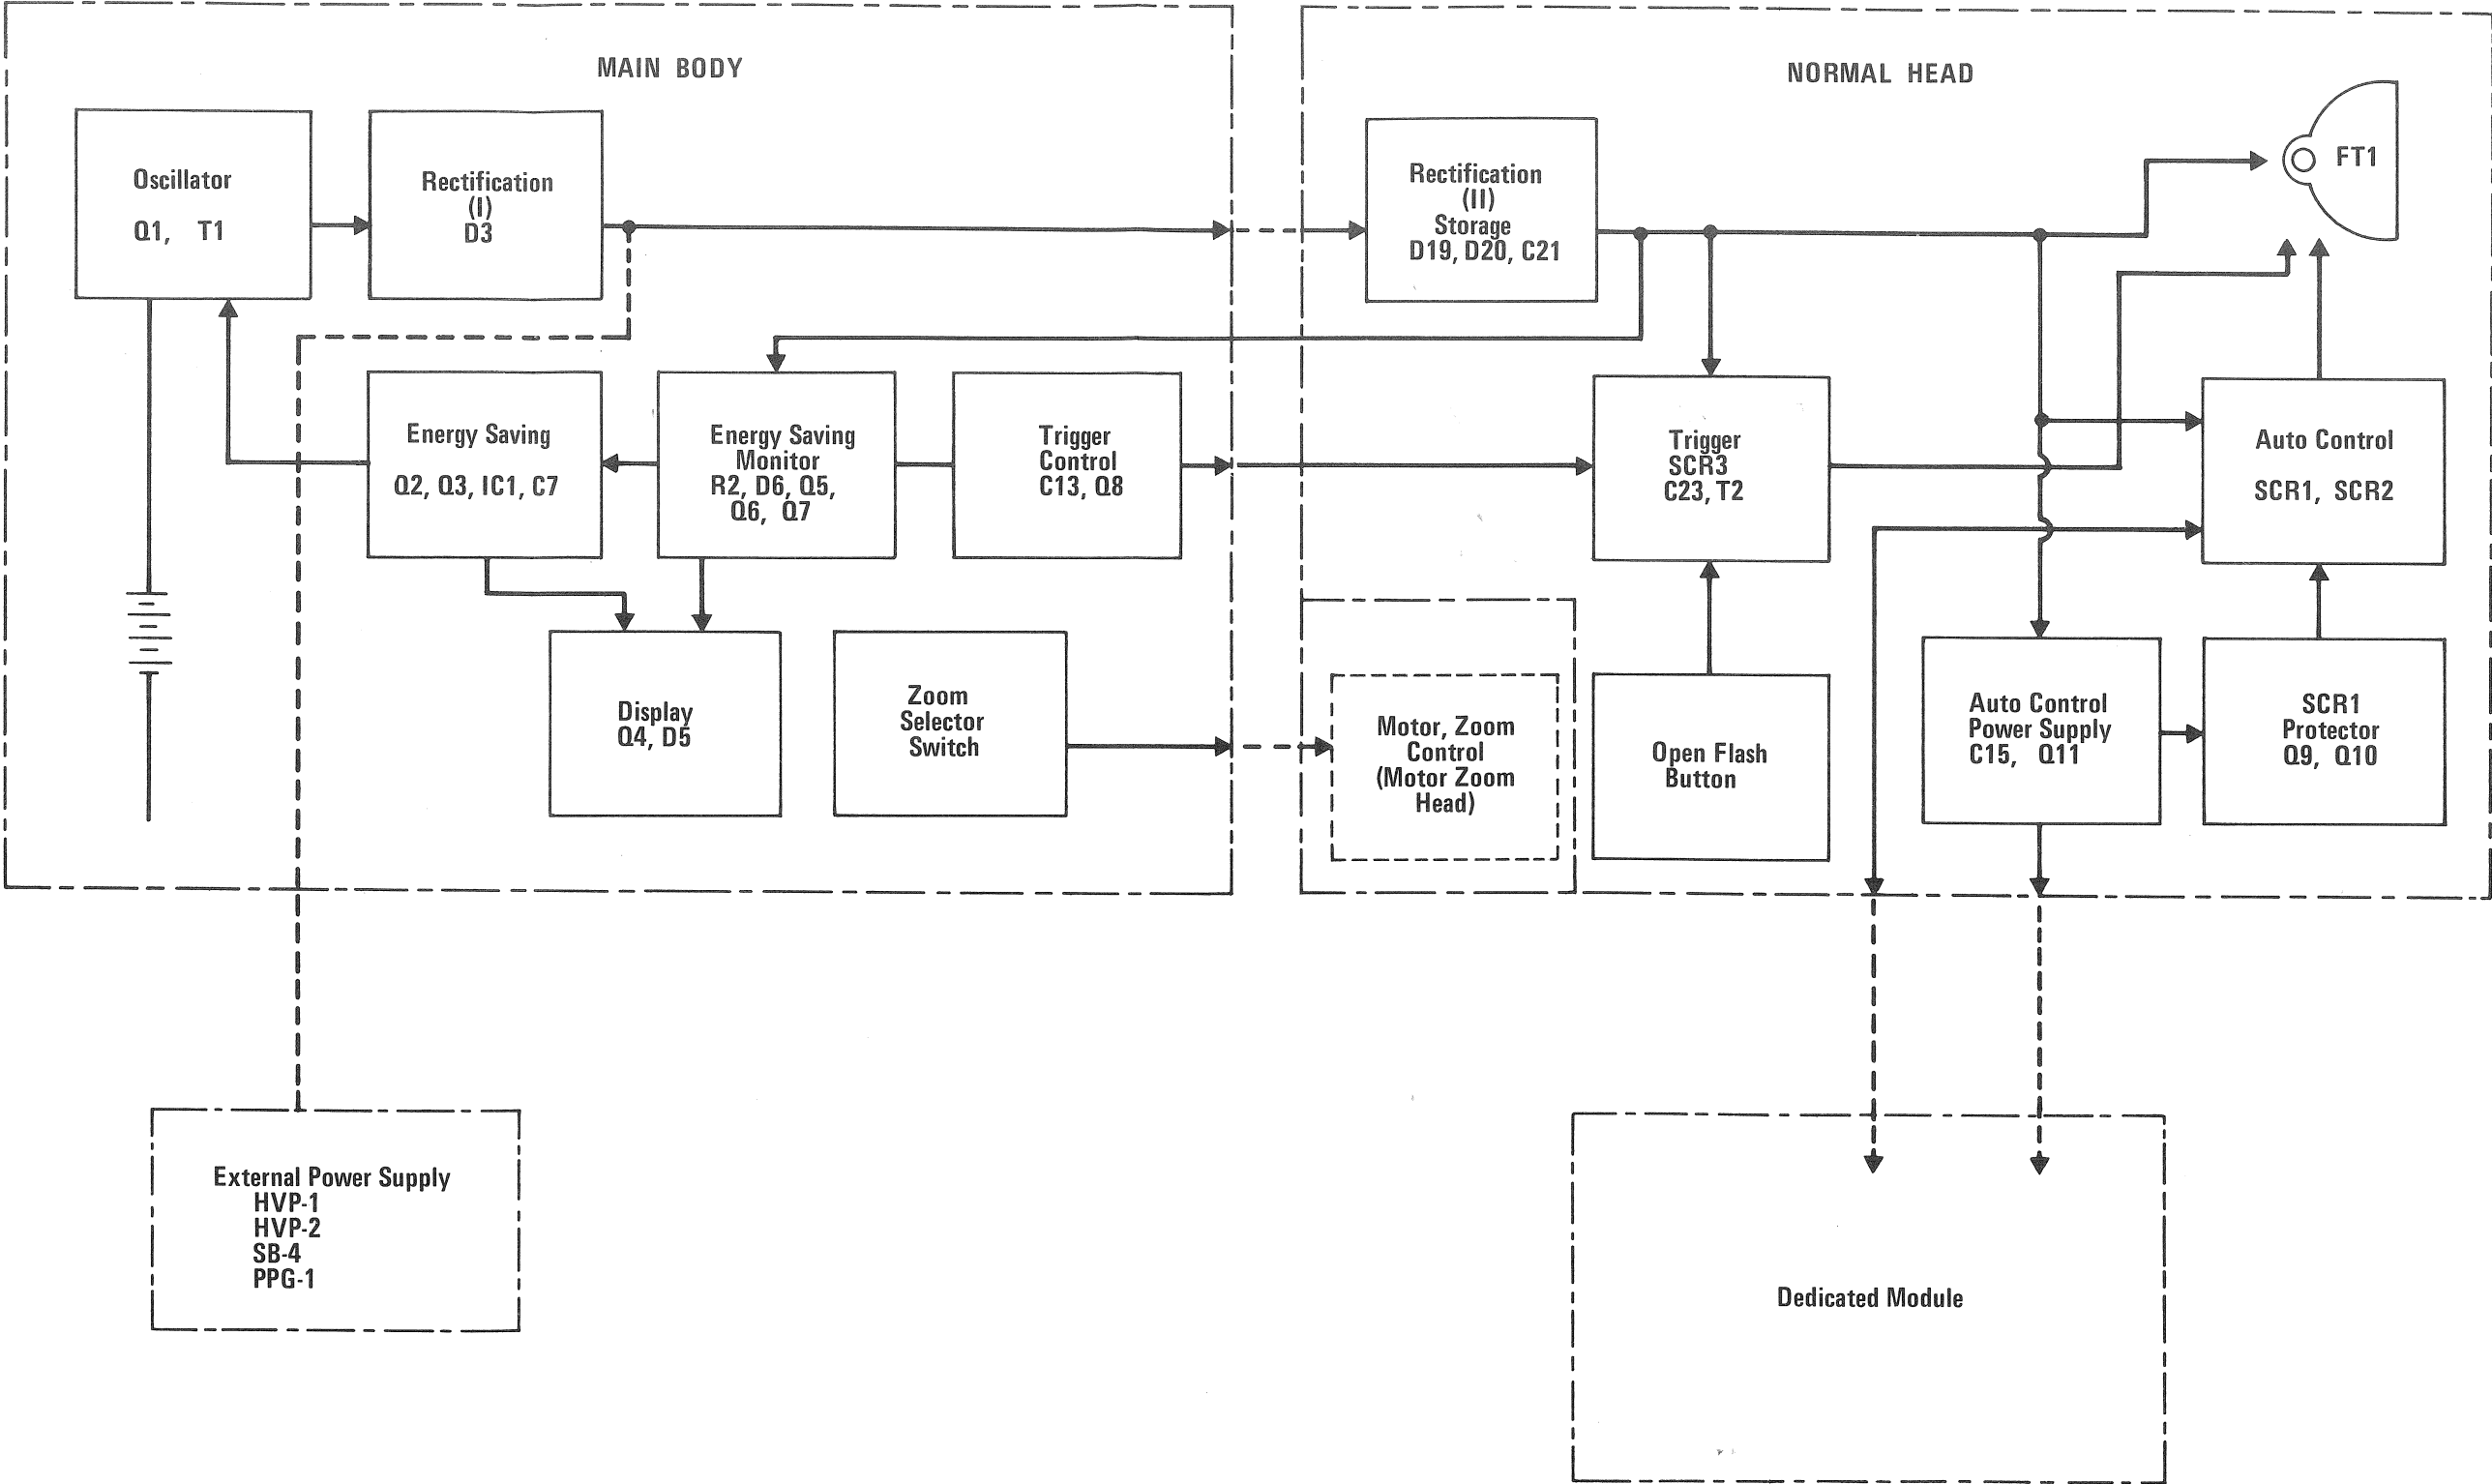 MAIN BODY
Oscillator
Q1, T1
Rectification
(I)
D3
Energy Saving
Q2, Q3, IC1, C7
Energy Saving
Monitor
R2, D6, Q5,
Q6, Q7
Trigger
Control
C13, Q8
Display
Q4, D5
Zoom
Selector
Switch
NORMAL HEAD
Rectification
(II)
Storage
D19, D20, C21
FT1
Trigger
SCR3
C23, T2
Auto Control
SCR1, SCR2
Motor, Zoom
Control
(Motor Zoom
Head)
Open Flash
Button
Auto Control
Power Supply
C15, Q11
SCR1
Protector
Q9, Q10
External Power Supply
HVP-1
HVP-2
SB-4
PPG-1
Dedicated Module